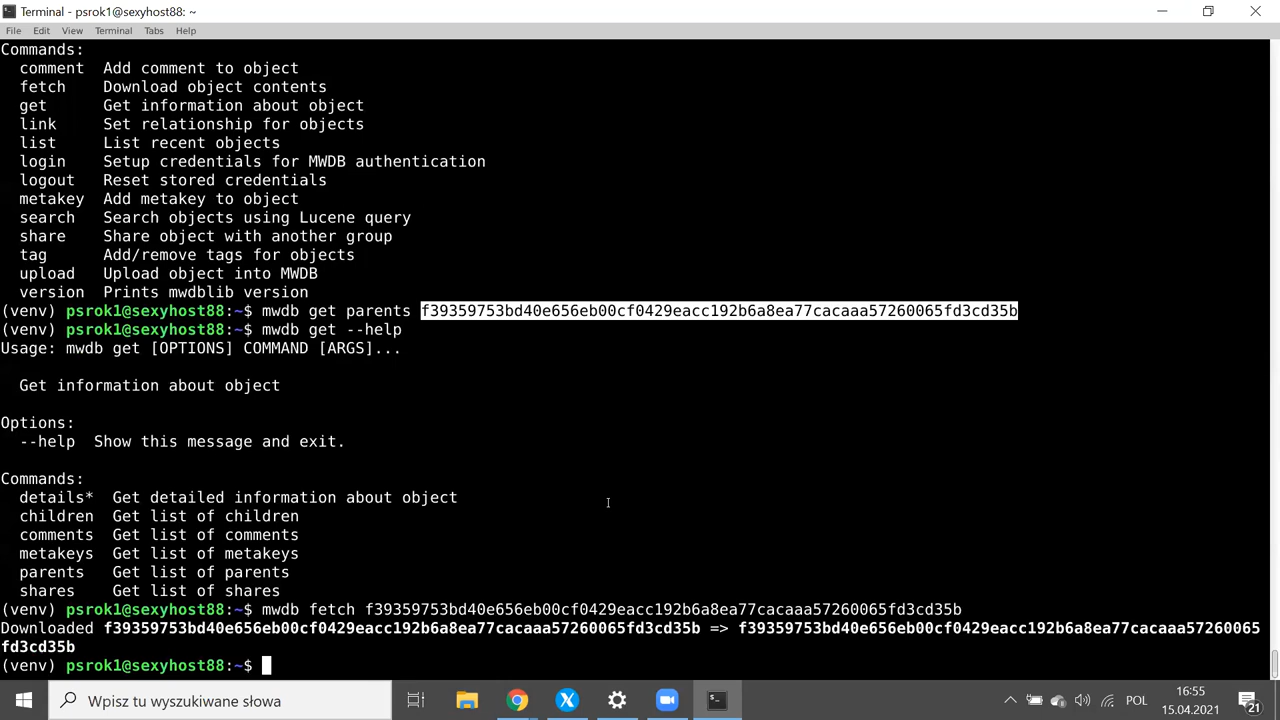 Terminal - psrok1@sexyhost88: ~
File Edit View Terminal Tabs Help
Commands:
comment Add comment to object
fetch Download object contents
get Get information about object
link Set relationship for objects
list List recent objects
login Setup credentials for MWDB authentication
logout Reset stored credentials
metakey Add metakey to object
search Search objects using Lucene query
share Share object with another group
tag Add/remove tags for objects
upload Upload object into MWDB
version Prints mwdblib version
(venv) psrok1@sexyhost88:~$ mwdb get parents f39359753bd40e656eb00cf0429eacc192b6a8ea77cacaaa57260065fd3cd35b
(venv) psrok1@sexyhost88:~$ mwdb get --help
Usage: mwdb get [OPTIONS] COMMAND [ARGS]...
Get information about object
Options:
--help Show this message and exit.
Commands:
details* Get detailed information about object
children Get list of children
comments Get list of comments
metakeys Get list of metakeys
parents Get list of parents
shares Get list of shares
(venv) psrok1@sexyhost88:~$ mwdb fetch f39359753bd40e656eb00cf0429eacc192b6a8ea77cacaaa57260065fd3cd35b
Downloaded f39359753bd40e656eb00cf0429eacc192b6a8ea77cacaaa57260065fd3cd35b => f39359753bd40e656eb00cf0429eacc192b6a8ea77cacaaa57260065
fd3cd35b
(venv) psrok1@sexyhost88:~$
Wpisz tu wyszukiwane słowa
POL
16:55
15.04.2021
21